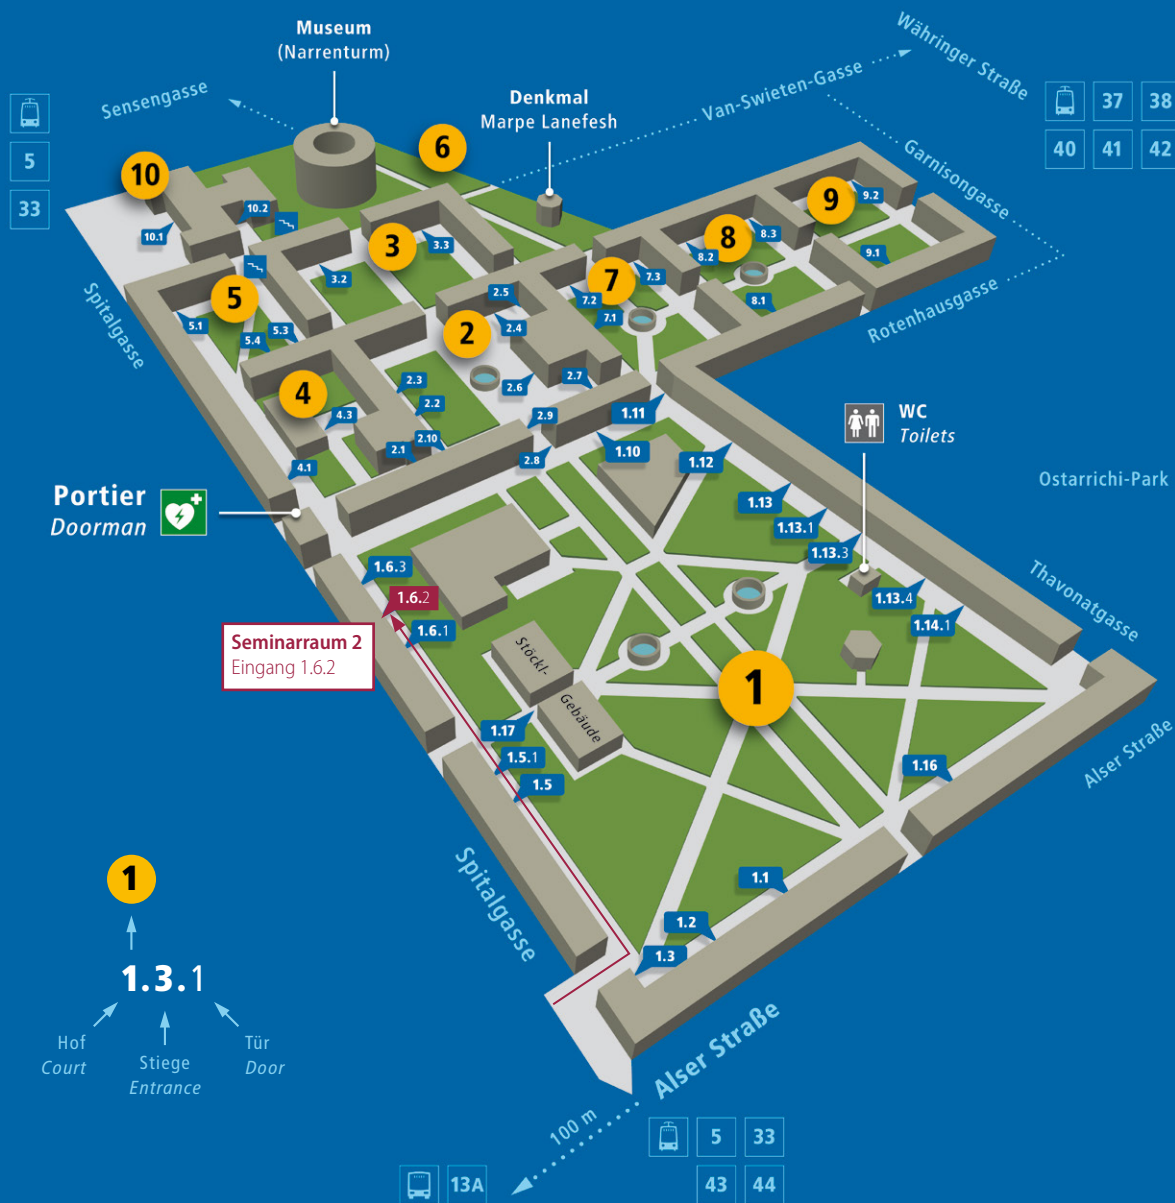 Museum
(Narrenturm)
Währinger Straße
Van-Swieten-Gasse
Sensengasse
Denkmal
Marpe Lanefesh
37
38
40
41
42
5
33
Garnisongasse
10
6
9
9.2
10.2
10.1
3
3.3
3.2
8
8.3
8.2
9.1
8.1
7
7.3
7.2
7.1
5
5.1
5.3
5.4
2
2.5
2.4
Rotenhausgasse
Spitalgasse
4
4.3
4.1
2.3
2.2
2.6
2.7
2.9
2.10
2.1
2.8
1.11
1.10
1.12
WC
Toilets
Ostarrichi-Park
Portier
Doorman
1.13
1.13.1
1.13.3
1.13.4
1.14.1
Thavonatgasse
1.6.3
1.6.2
1.6.1
Seminarraum 2
Eingang 1.6.2
Stöckl-
Gebäude
1
1.17
1.5.1
1.5
1.16
Alser Straße
Spitalgasse
1.1
1.2
1.3
1
1.3.1
Hof
Court
Stiege
Entrance
Tür
Door
Alser Straße
100 m
5
33
13A
43
44